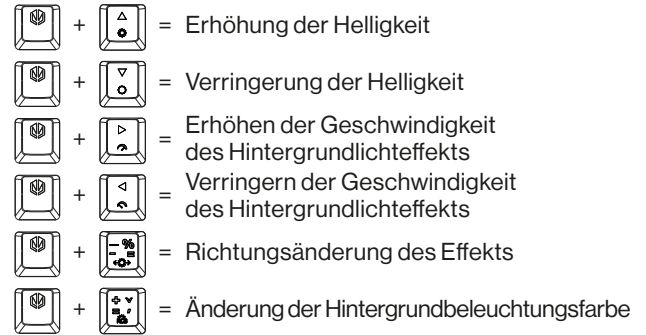 + = Erhöhung der Helligkeit
+ = Verringerung der Helligkeit
+ = Erhöhen der Geschwindigkeit
des Hintergrundlichteffekts
+ = Verringern der Geschwindigkeit
des Hintergrundlichteffekts
+ – % - = = Richtungsänderung des Effekts
+ + = , = Änderung der Hintergrundbeleuchtungsfarbe